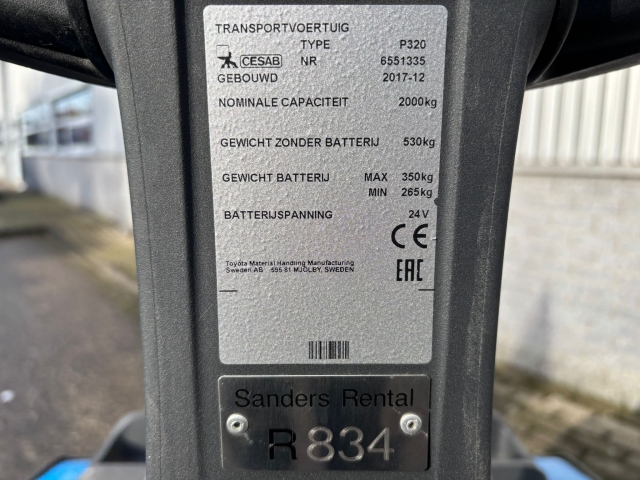 TRANSPORTVOERTUIG
TYPE P320
CESAB NR 6551335
GEBOUWD 2017-12
NOMINALE CAPACITEIT 2000kg
GEWICHT ZONDER BATTERIJ 530kg
GEWICHT BATTERIJ MAX 350kg
MIN 265kg
BATTERIJSPANNING 24V
CE
Toyota Material Handling Manufacturing
Sweden AB -595 81 MJÖLBY, SWEDEN
EAC
Sanders Rental
R 834